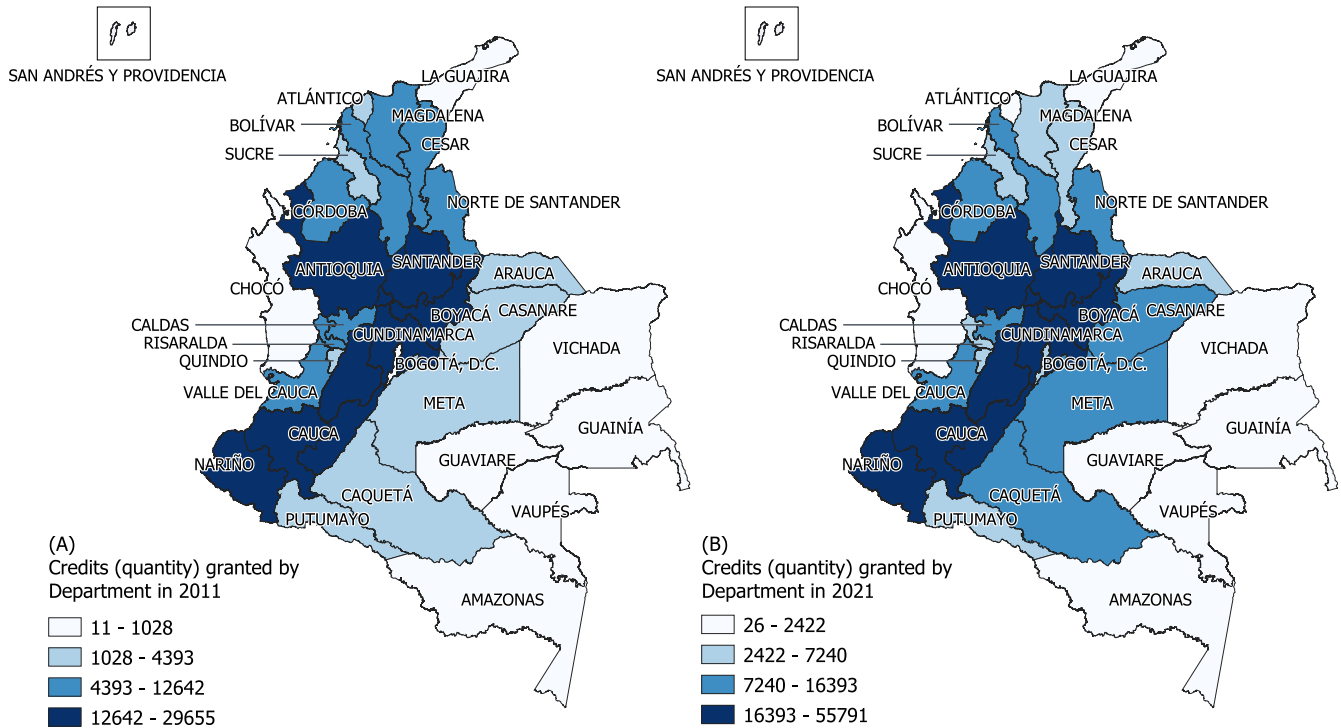 SAN ANDRÉS Y PROVIDENCIA
LA GUAJIRA
ATLÁNTICO
MAGDALENA
BOLÍVAR
CESAR
SUCRE
NORTE DE SANTANDER
CÓRDOBA
SANTANDER
ANTIOQUIA
ARAUCA
CHOCÓ
CASANARE
BOYACÁ
CALDAS
CUNDINAMARCA
RISARALDA
VICHADA
QUINDIO
BOGOTÁ, D.C.
VALLE DEL CAUCA
META
GUAINÍA
CAUCA
GUAVIARE
NARIÑO
CAQUETÁ
VAUPÉS
PUTUMAYO
AMAZONAS
(A)
Credits (quantity) granted by
Department in 2011
11 - 1028
1028 - 4393
4393 - 12642
12642 - 29655
SAN ANDRÉS Y PROVIDENCIA
LA GUAJIRA
ATLÁNTICO
MAGDALENA
BOLÍVAR
CESAR
SUCRE
NORTE DE SANTANDER
CÓRDOBA
SANTANDER
ANTIOQUIA
ARAUCA
CHOCÓ
CASANARE
BOYACÁ
CALDAS
CUNDINAMARCA
RISARALDA
VICHADA
QUINDIO
BOGOTÁ, D.C.
VALLE DEL CAUCA
META
GUAINÍA
CAUCA
GUAVIARE
NARIÑO
CAQUETÁ
VAUPÉS
PUTUMAYO
AMAZONAS
(B)
Credits (quantity) granted by
Department in 2021
26 - 2422
2422 - 7240
7240 - 16393
16393 - 55791